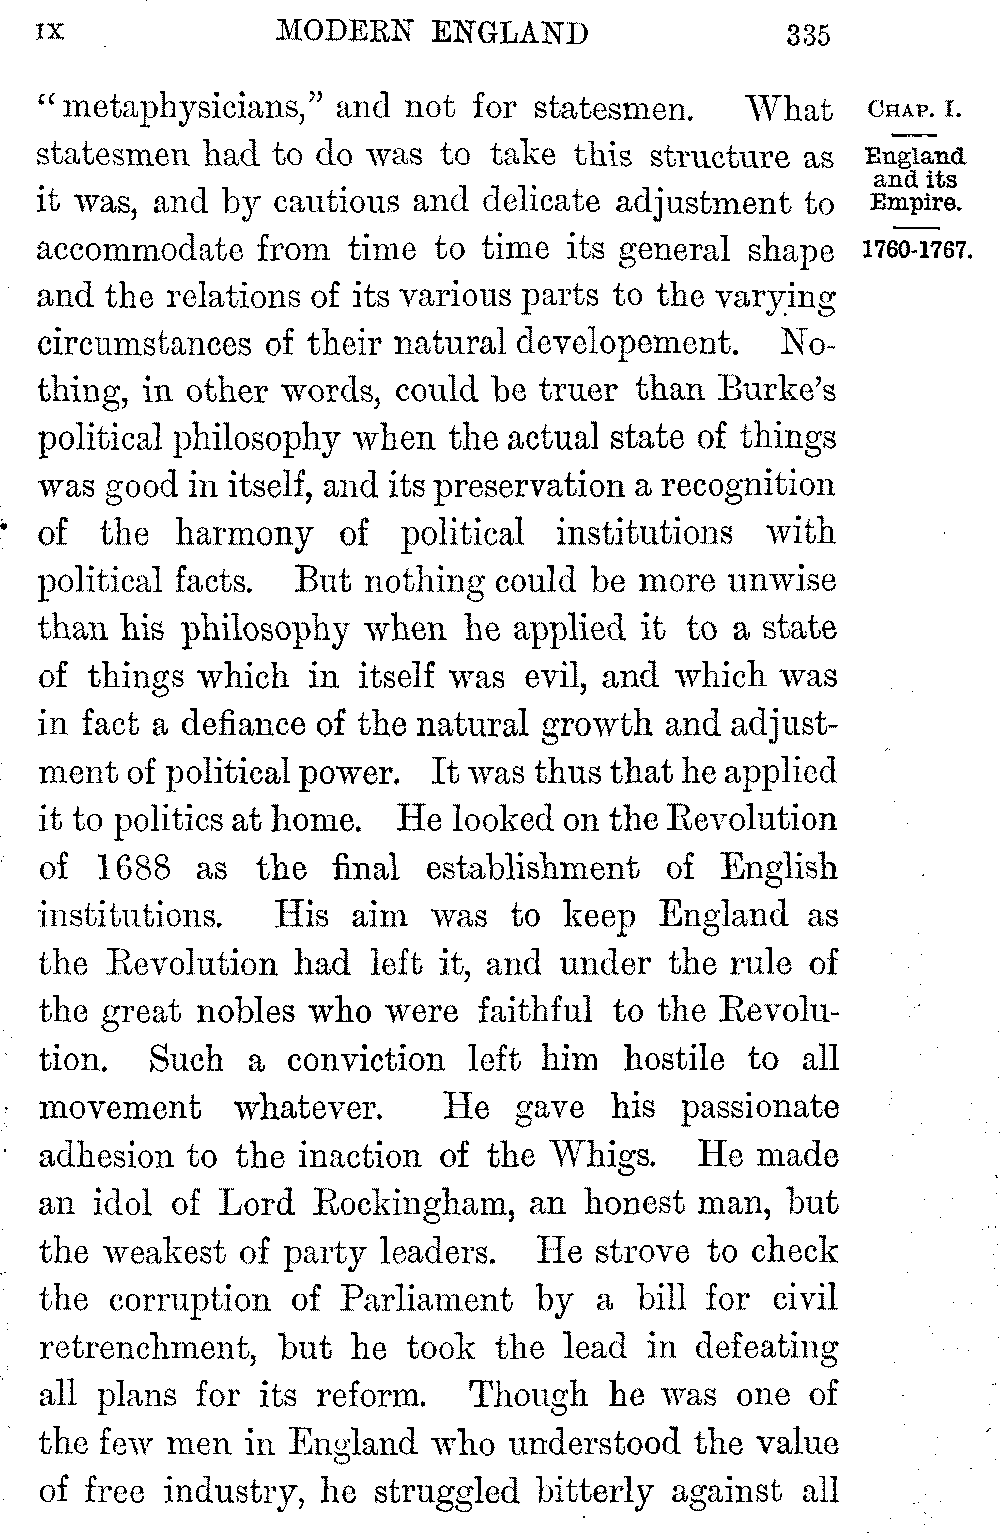 IX MODERN ENGLAND 335
"metaphysicians," and not for statesmen. What
statesmen had to do was to take this structure as
it was, and by cautious and delicate adjustment to
accommodate from time to time its general shape
and the relations of its various parts to the varying
circumstances of their natural developement. No-
thing, in other words, could be truer than Burke's
political philosophy when the actual state of things
was good in itself, and its preservation a recognition
of the harmony of political institutions with
political facts. But nothing could be more unwise
than his philosophy when he applied it to a state
of things which in itself was evil, and which was
in fact a defiance of the natural growth and adjust-
ment of political power. It was thus that he applied
it to politics at home. He looked on the Revolution
of 1688 as the final establishment of English
institutions. His aim was to keep England as
the Revolution had left it, and under the rule of
the great nobles who were faithful to the Revolu-
tion. Such a conviction left him hostile to all
movement whatever. He gave his passionate
adhesion to the inaction of the Whigs. He made
an idol of Lord Rockingham, an honest man, but
the weakest of party leaders. He strove to check
the corruption of Parliament by a bill for civil
retrenchment, but he took the lead in defeating
all plans for its reform. Though he was one of
the few men in England who understood the value
of free industry, he struggled bitterly against all
CHAP. I.
England
and its
Empire.
1760-1767.